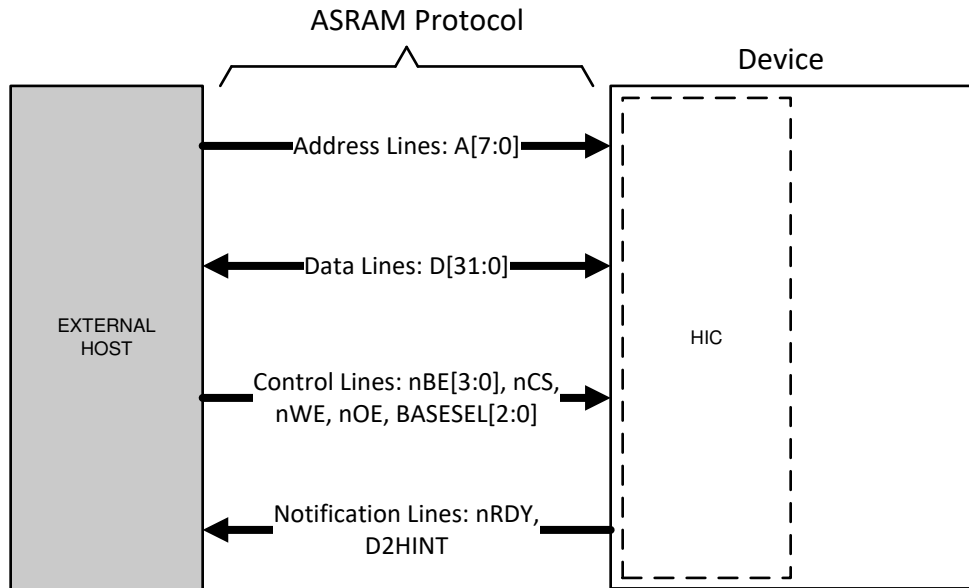 ASRAM Protocol
Device
Address Lines: A[7:0]
Data Lines: D[31:0]
EXTERNAL
HOST
HIC
Control Lines: nBE[3:0], nCS,
nWE, nOE, BASESEL[2:0]
Notification Lines: nRDY,
D2HINT